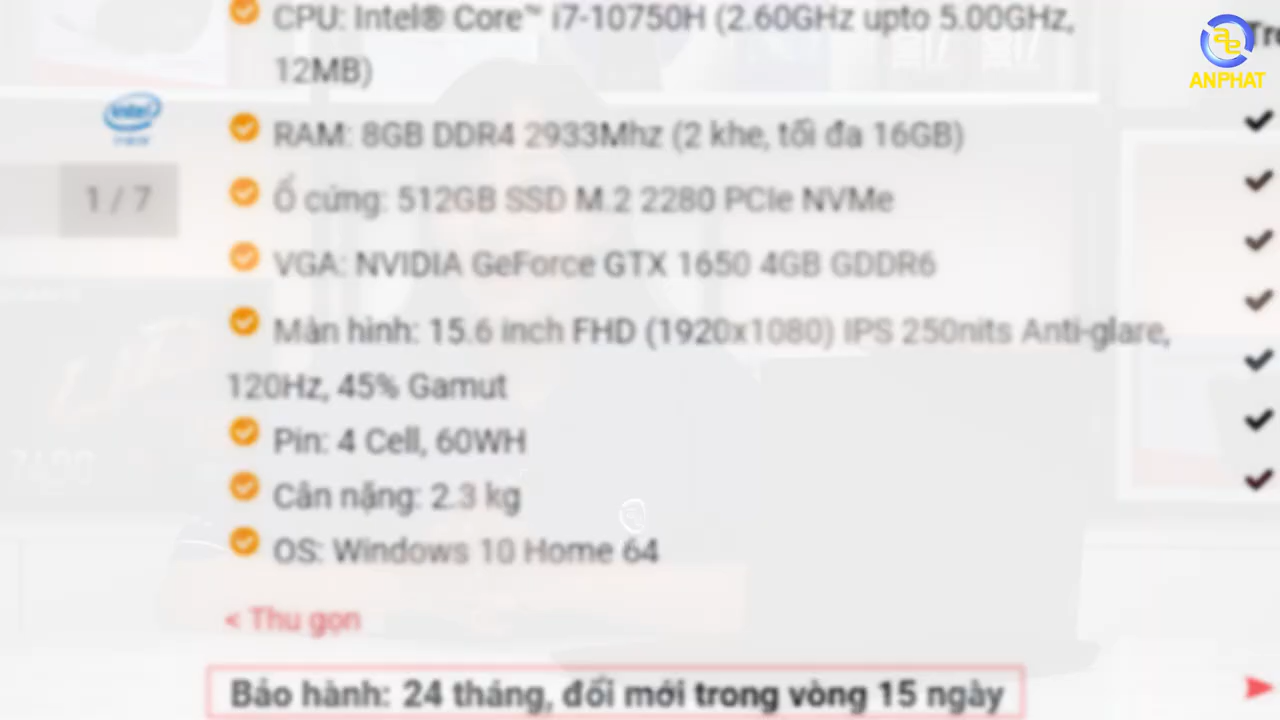 CPU: Intel® Core™ i7-10750H (2.60GHz upto 5.00GHz,
12MB)
ae
ANPHAT
intel
RAM: 8GB DDR4 2933Mhz (2 khe, tối đa 16GB)
1 / 7
Ổ cứng: 512GB SSD M.2 2280 PCIe NVMe
VGA: NVIDIA GeForce GTX 1650 4GB GDDR6
Màn hình: 15.6 inch FHD (1920x1080) IPS 250nits Anti-glare,
120Hz, 45% Gamut
Pin: 4 Cell, 60WH
Cân nặng: 2.3 kg
OS: Windows 10 Home 64
< Thu gọn
Bảo hành: 24 tháng, đổi mới trong vòng 15 ngày